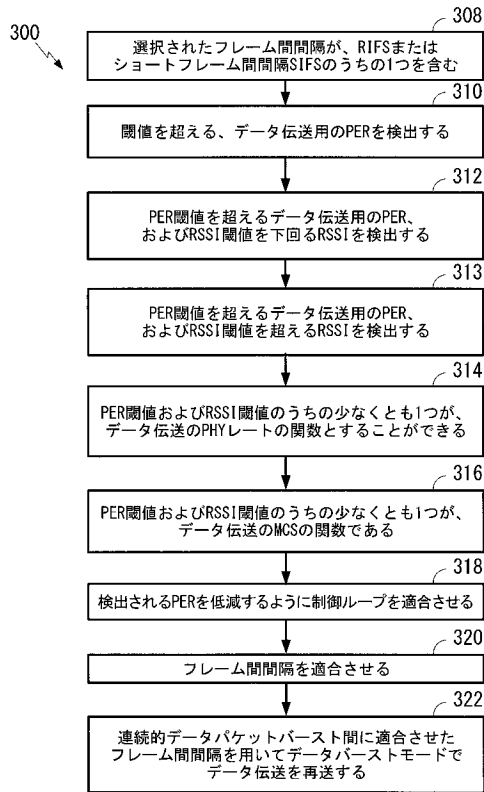 300
308
選択されたフレーム間間隔が、RIFSまたは
ショートフレーム間間隔SIFSのうちの1つを含む
310
閾値を超える、データ伝送用のPERを検出する
312
PER閾値を超えるデータ伝送用のPER、
およびRSSI閾値を下回るRSSIを検出する
313
PER閾値を超えるデータ伝送用のPER、
およびRSSI閾値を超えるRSSIを検出する
314
PER閾値およびRSSI閾値のうちの少なくとも1つが、
データ伝送のPHYレートの関数とすることができる
316
PER閾値およびRSSI閾値のうちの少なくとも1つが、
データ伝送のMCSの関数である
318
検出されるPERを低減するように制御ループを適合させる
320
フレーム間間隔を適合させる
322
連続的データパケットバースト間に適合させた
フレーム間間隔を用いてデータバーストモードで
データ伝送を再送する